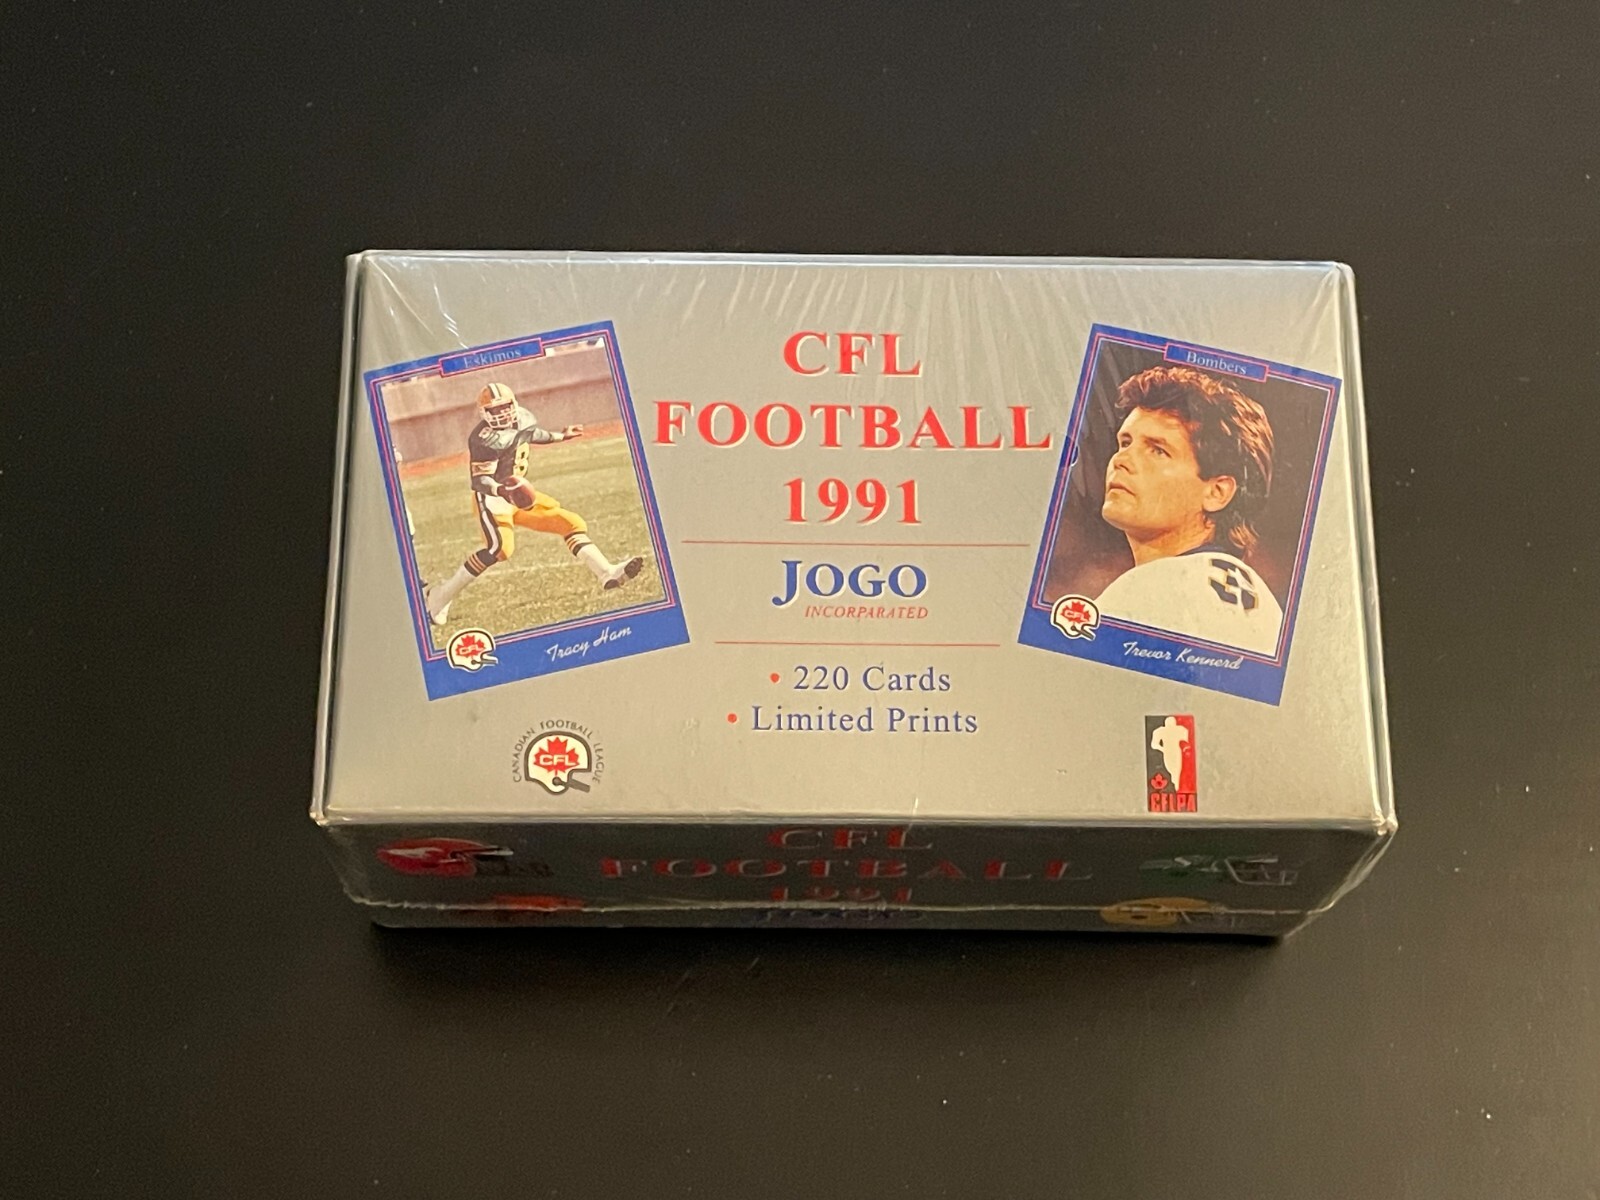 Eskimos
Tracy Ham
CFL
FOOTBALL
1991
JOGO
INCORPARATED
• 220 Cards
• Limited Prints
Bombers
Trevor Kennerd
CANADIAN FOOTBALL LEAGUE
CFL
CFLPA
CFL
FOOTBALL
1991